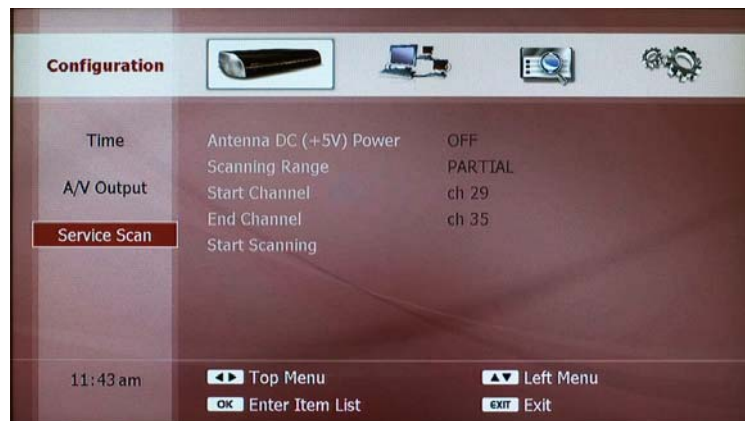 Configuration
Time
A/V Output
Service Scan
Antenna DC (+5V) Power OFF
Scanning Range PARTIAL
Start Channel ch 29
End Channel ch 35
Start Scanning
11:43 am
◄► Top Menu ▲▼ Left Menu
OK Enter Item List EXIT Exit